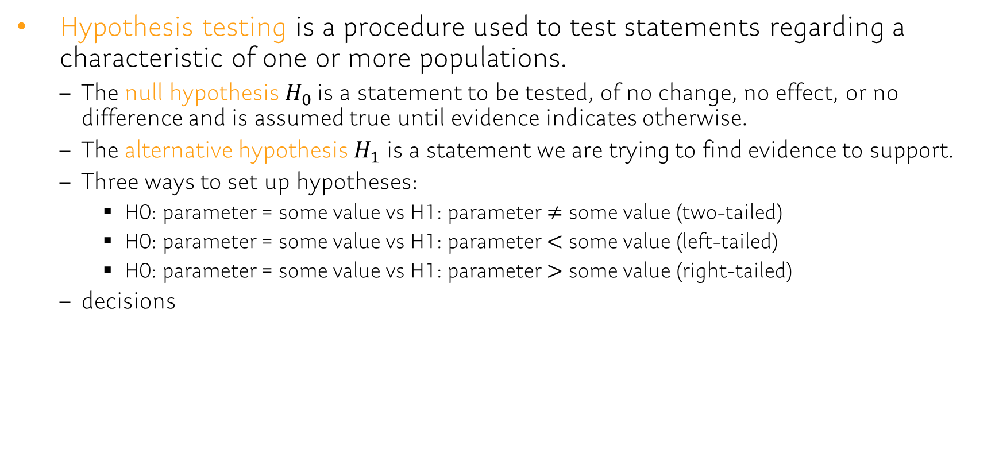 • Hypothesis testing is a procedure used to test statements regarding a
characteristic of one or more populations.
– The null hypothesis H₀ is a statement to be tested, of no change, no effect, or no
difference and is assumed true until evidence indicates otherwise.
– The alternative hypothesis H₁ is a statement we are trying to find evidence to support.
– Three ways to set up hypotheses:
▪ H0: parameter = some value vs H1: parameter ≠ some value (two-tailed)
▪ H0: parameter = some value vs H1: parameter < some value (left-tailed)
▪ H0: parameter = some value vs H1: parameter > some value (right-tailed)
– decisions